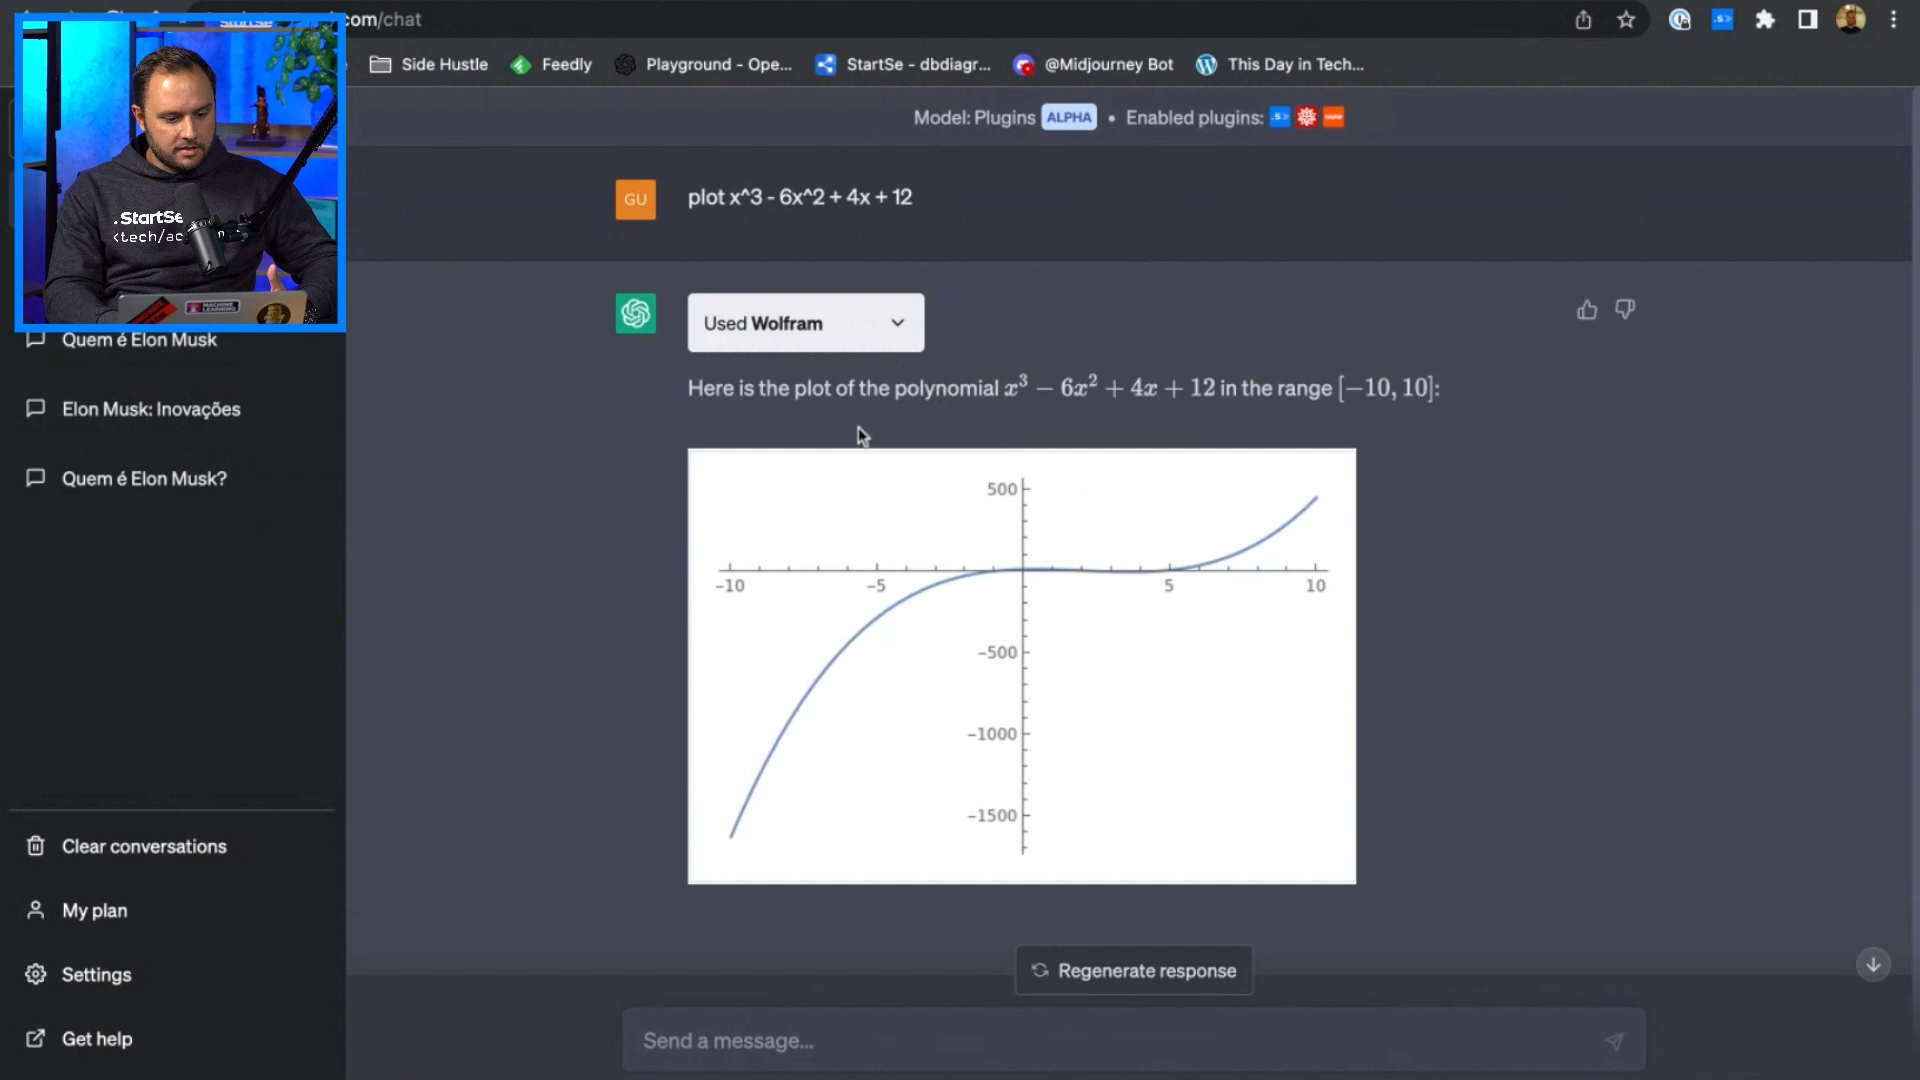 StartSe
com/chat
Side Hustle
Feedly
Playground - Ope...
StartSe - dbdiagr...
@Midjourney Bot
This Day in Tech...
Model: Plugins ALPHA • Enabled plugins:
.StartSe
<tech/ac
MACHINE
LEARNING
GU
plot x^3 - 6x^2 + 4x + 12
Used Wolfram
Here is the plot of the polynomial x³ − 6x² + 4x + 12 in the range [−10, 10]:
500
-10
-5
5
10
-500
-1000
-1500
Quem é Elon Musk
Elon Musk: Inovações
Quem é Elon Musk?
Clear conversations
My plan
Settings
Get help
Regenerate response
Send a message...